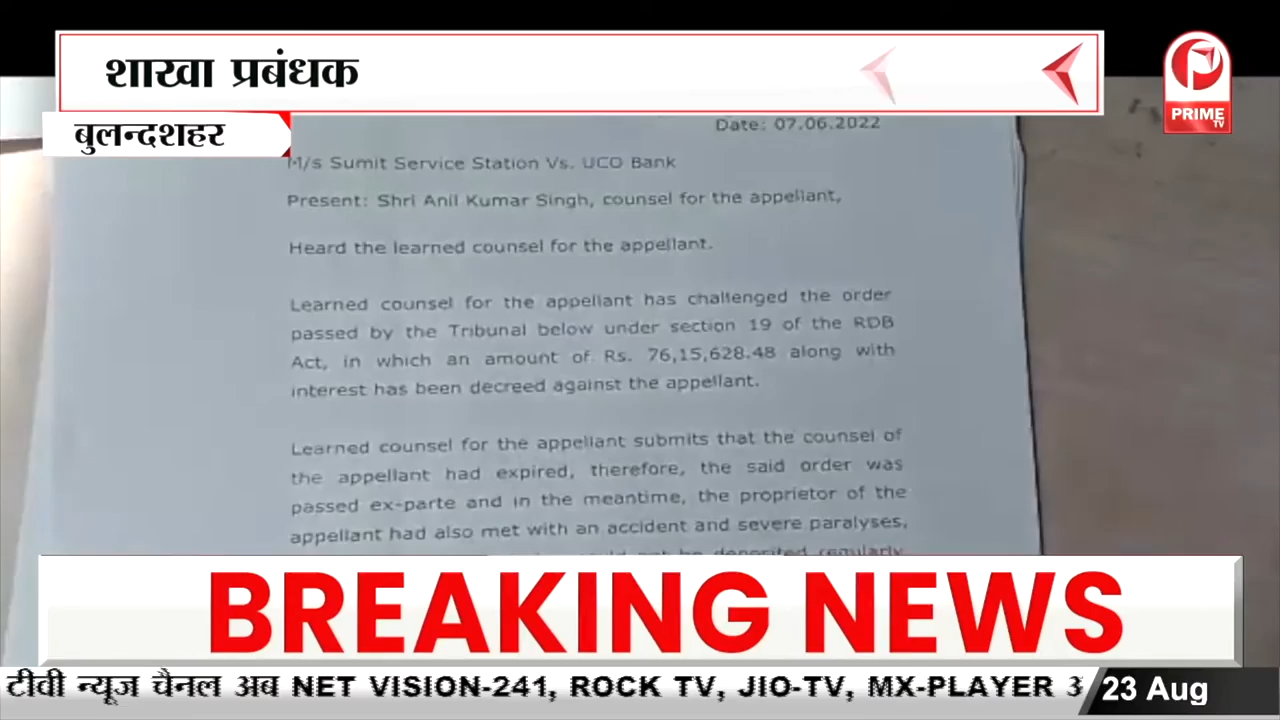 शाखा प्रबंधक
PRIME
TV
बुलन्दशहर
Date: 07.06.2022
M/s Sumit Service Station Vs. UCO Bank
Present: Shri Anil Kumar Singh, counsel for the appellant,
Heard the learned counsel for the appellant.
Learned counsel for the appellant has challenged the order
passed by the Tribunal below under section 19 of the RDB
Act, in which an amount of Rs. 76,15,628.48 along with
interest has been decreed against the appellant.
Learned counsel for the appellant submits that the counsel of
the appellant had expired, therefore, the said order was
passed ex-parte and in the meantime, the proprietor of the
appellant had also met with an accident and severe paralyses,
be deposited regularly
BREAKING NEWS
टीवी न्यूज चैनल अब NET VISION-241, ROCK TV, JIO-TV, MX-PLAYER
23 Aug